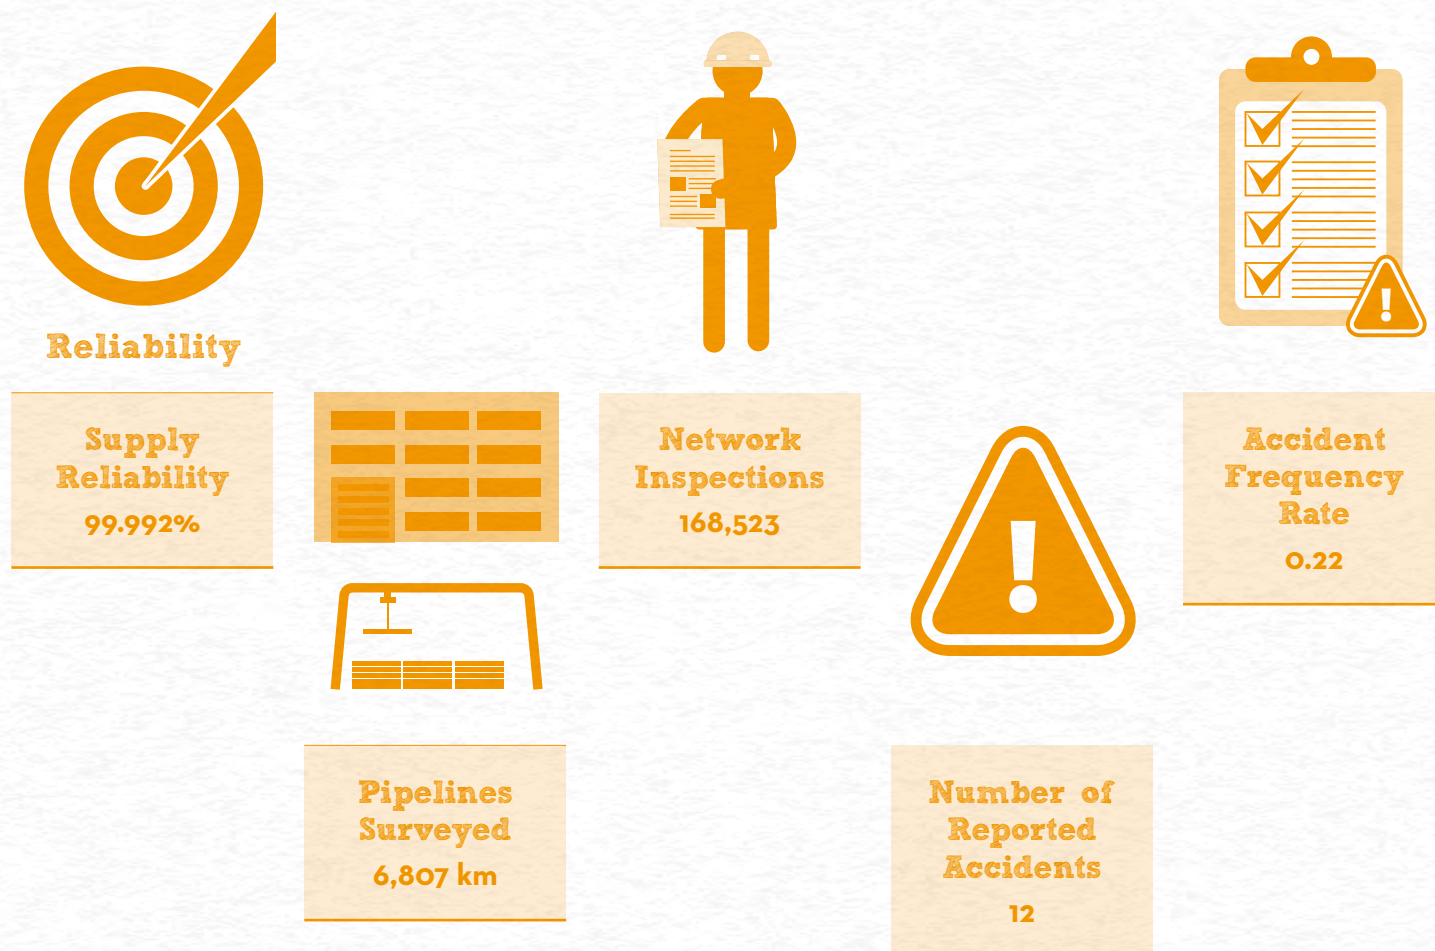 Reliability
Supply
Reliability
99.992%
Pipelines
Surveyed
6,807 km
Network
Inspections
168,523
Number of
Reported
Accidents
12
Accident
Frequency
Rate
0.22